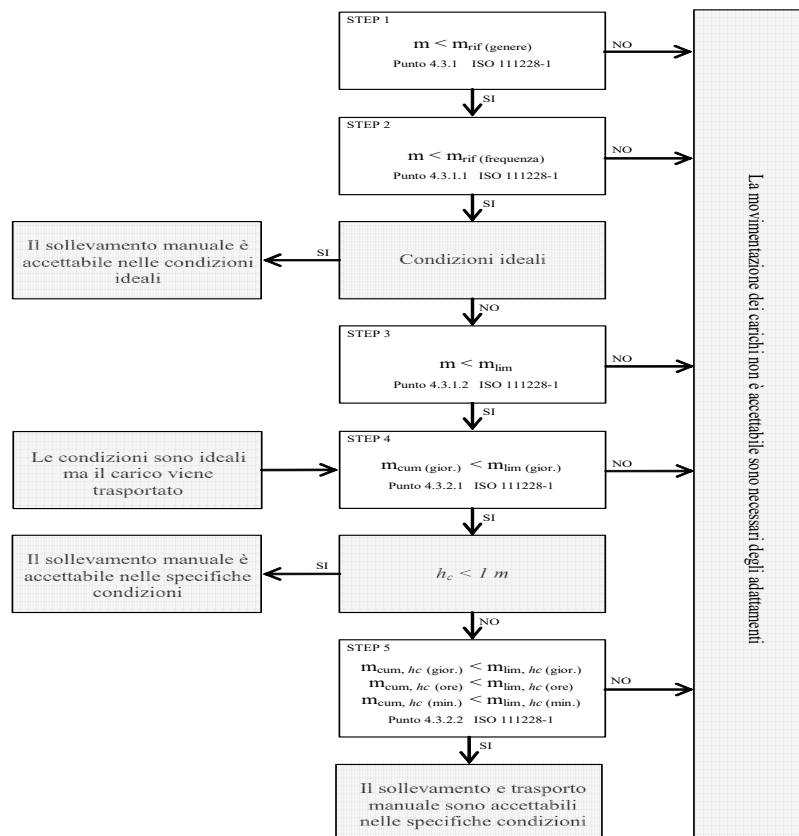 STEP 1
m < mrif (genere)
Punto 4.3.1 ISO 111228-1
NO
SI
STEP 2
m < mrif (frequenza)
Punto 4.3.1.1 ISO 111228-1
NO
SI
Il sollevamento manuale è
accettabile nelle condizioni
ideali
SI
Condizioni ideali
NO
STEP 3
m < mlim
Punto 4.3.1.2 ISO 111228-1
NO
SI
Le condizioni sono ideali
ma il carico viene
trasportato
STEP 4
mcum (gior.) < mlim (gior.)
Punto 4.3.2.1 ISO 111228-1
NO
SI
Il sollevamento manuale è
accettabile nelle specifiche
condizioni
SI
hc < 1 m
NO
STEP 5
mcum, hc (gior.) < mlim, hc (gior.)
mcum, hc (ore) < mlim, hc (ore)
mcum, hc (min.) < mlim, hc (min.)
Punto 4.3.2.2 ISO 111228-1
NO
SI
Il sollevamento e trasporto
manuale sono accettabili
nelle specifiche condizioni
La movimentazione dei carichi non è accettabile sono necessari degli adattamenti